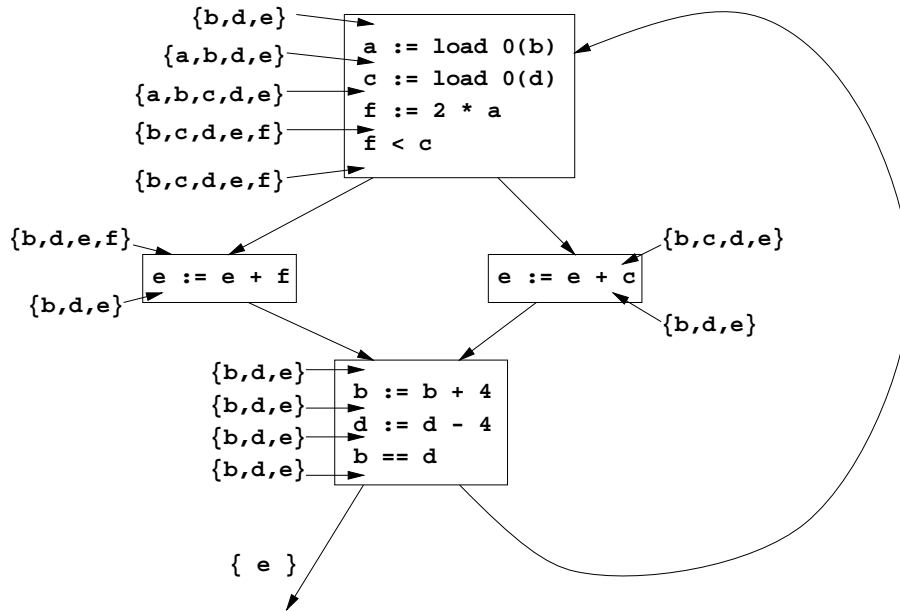 {b,d,e}
a := load 0(b)
{a,b,d,e}
c := load 0(d)
{a,b,c,d,e}
f := 2 * a
{b,c,d,e,f}
f < c
{b,c,d,e,f}
{b,d,e,f}
e := e + f
{b,d,e}
{b,c,d,e}
e := e + c
{b,d,e}
{b,d,e}
b := b + 4
{b,d,e}
d := d - 4
{b,d,e}
b == d
{b,d,e}
{ e }